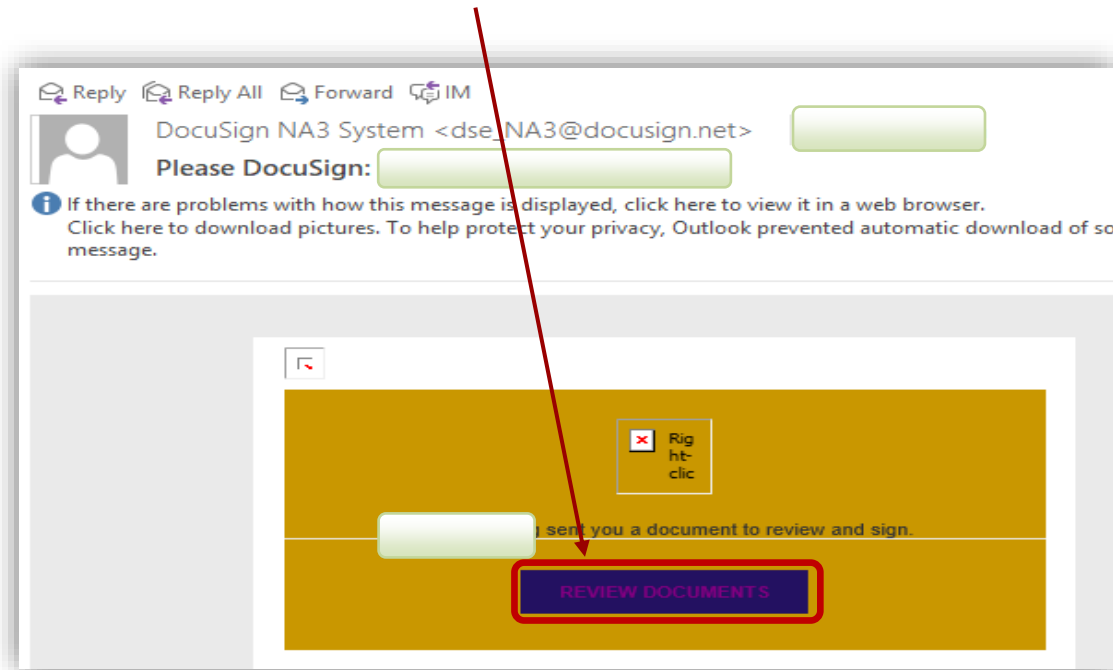 Reply Reply All Forward IM
DocuSign NA3 System <dse_NA3@docusign.net>
Please DocuSign:
If there are problems with how this message is displayed, click here to view it in a web browser.
Click here to download pictures. To help protect your privacy, Outlook prevented automatic download of so
message.
Rig
ht-
clic
sent you a document to review and sign.
REVIEW DOCUMENTS